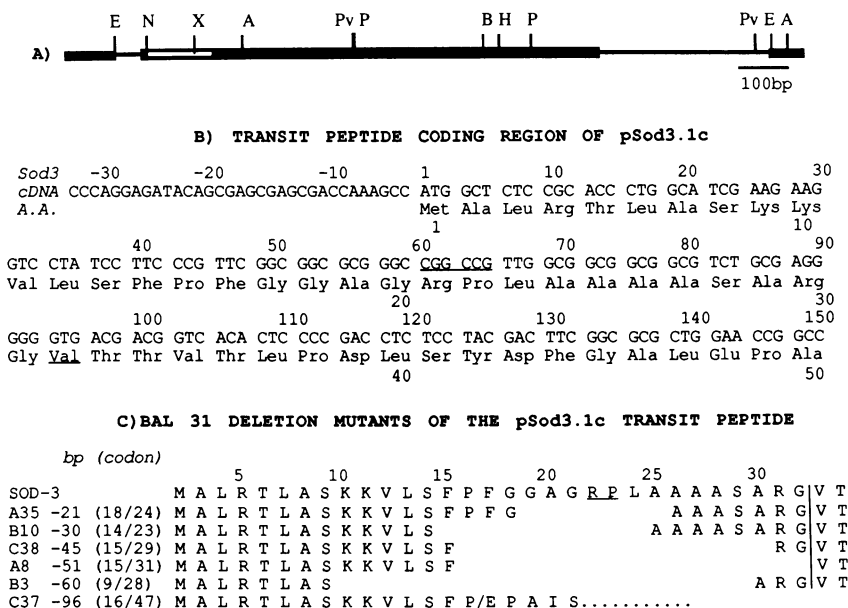 E N X A Pv P B H P Pv E A
A)
100bp
B) TRANSIT PEPTIDE CODING REGION OF pSod3.1c
Sod3 -30 -20 -10 1 10 20 30
cDNA CCCAGGAGATACAGCGAGCGAGCGACCAAAGCC ATG GCT CTC CGC ACC CTG GCA TCG AAG AAG
A.A. Met Ala Leu Arg Thr Leu Ala Ser Lys Lys
1 10
40 50 60 70 80 90
GTC CTA TCC TTC CCG TTC GGC GGC GCG GGC CGG CCG TTG GCG GCG GCG GCG TCT GCG AGG
Val Leu Ser Phe Pro Phe Gly Gly Ala Gly Arg Pro Leu Ala Ala Ala Ala Ser Ala Arg
20 30
100 110 120 130 140 150
GGG GTG ACG ACG GTC ACA CTC CCC GAC CTC TCC TAC GAC TTC GGC GCG CTG GAA CCG GCC
Gly Val Thr Thr Val Thr Leu Pro Asp Leu Ser Tyr Asp Phe Gly Ala Leu Glu Pro Ala
40 50
C)BAL 31 DELETION MUTANTS OF THE pSod3.1c TRANSIT PEPTIDE
bp (codon) 5 10 15 20 25 30
SOD-3 M A L R T L A S K K V L S F P F G G A G R P L A A A A S A R G V T
A35 -21 (18/24) M A L R T L A S K K V L S F P F G A A A S A R G V T
B10 -30 (14/23) M A L R T L A S K K V L S A A A A S A R G V T
C38 -45 (15/29) M A L R T L A S K K V L S F R G V T
A8 -51 (15/31) M A L R T L A S K K V L S F V T
B3 -60 (9/28) M A L R T L A S A R G V T
C37 -96 (16/47) M A L R T L A S K K V L S F P/E P A I S...........